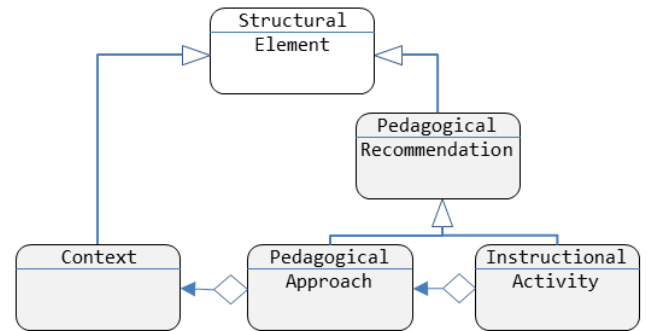 Structural
Element
Pedagogical
Recommendation
Context
Pedagogical
Approach
Instructional
Activity